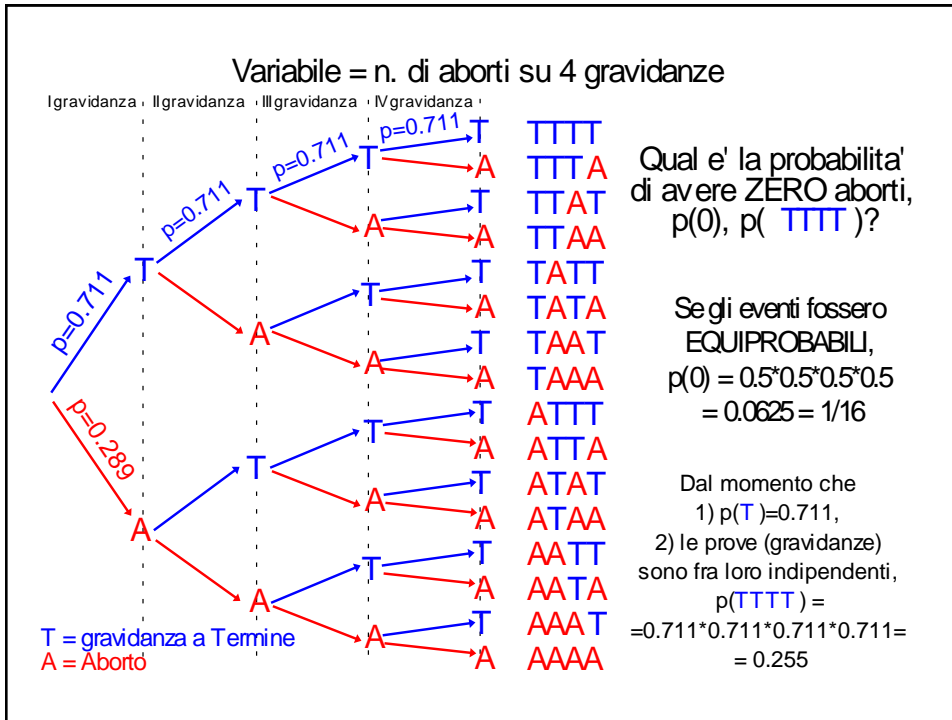 Variabile = n. di aborti su 4 gravidanze
I gravidanza II gravidanza III gravidanza IV gravidanza
p=0.711
p=0.711
p=0.711
p=0.711
p=0.289
T T T T TTTT
A TTTA
A T TTAT
A TTAA
A T T TATT
A TATA
A T TAAT
A TAAA
A T T T ATTT
A ATTA
A T ATAT
A ATAA
A T T AATT
A AATA
A T AAAT
A AAAA
T = gravidanza a Termine
A = Aborto
Qual e' la probabilita'
di avere ZERO aborti,
p(0), p( TTTT )?
Se gli eventi fossero
EQUIPROBABILI,
p(0) = 0.5*0.5*0.5*0.5
= 0.0625 = 1/16
Dal momento che
1) p(T)=0.711,
2) le prove (gravidanze)
sono fra loro indipendenti,
p(TTTT) =
=0.711*0.711*0.711*0.711=
= 0.255